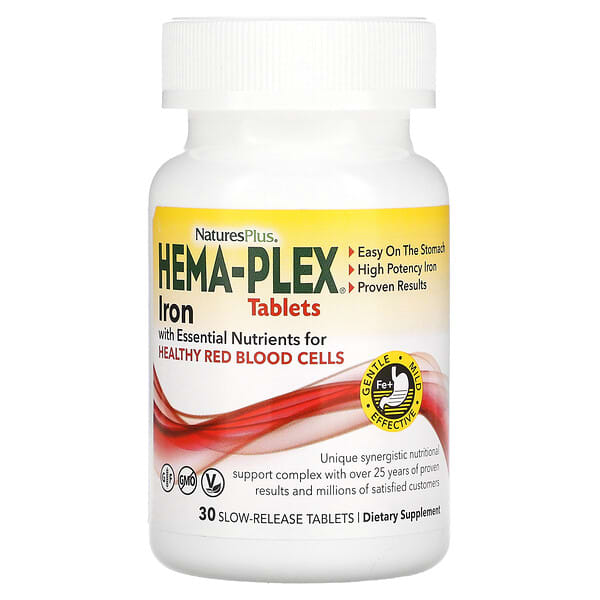 NaturesPlus®
HEMA-PLEX®
Tablets
Iron
with Essential Nutrients for
HEALTHY RED BLOOD CELLS
Easy On The Stomach
High Potency Iron
Proven Results
GENTLE • MILD • EFFECTIVE
Fe+
Unique synergistic nutritional
support complex with over 25 years of proven
results and millions of satisfied customers
GF
GMO
V
30 SLOW-RELEASE TABLETS | Dietary Supplement